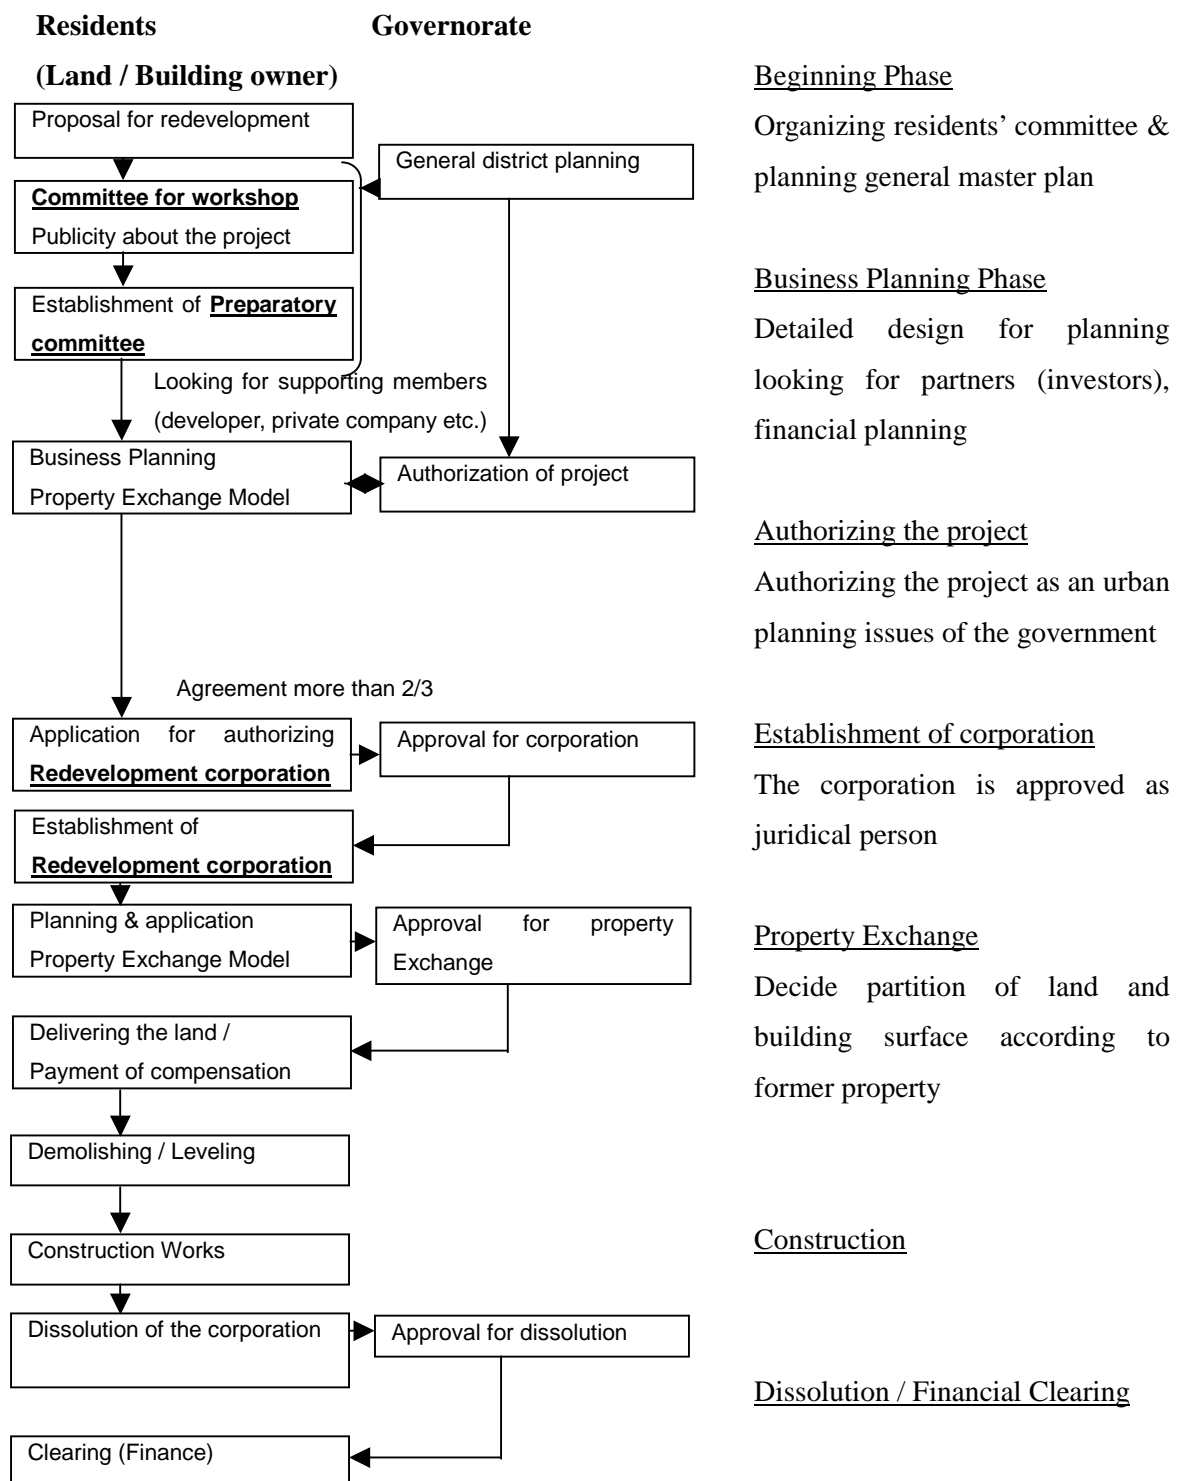 Residents
(Land / Building owner)
Governorate
Proposal for redevelopment
Committee for workshop
Publicity about the project
Establishment of Preparatory
committee
General district planning
Looking for supporting members
(developer, private company etc.)
Business Planning
Property Exchange Model
Authorization of project
Agreement more than 2/3
Application for authorizing
Redevelopment corporation
Approval for corporation
Establishment of
Redevelopment corporation
Planning & application
Property Exchange Model
Approval for property
Exchange
Delivering the land /
Payment of compensation
Demolishing / Leveling
Construction Works
Dissolution of the corporation
Approval for dissolution
Clearing (Finance)
Beginning Phase
Organizing residents’ committee &
planning general master plan
Business Planning Phase
Detailed design for planning
looking for partners (investors),
financial planning
Authorizing the project
Authorizing the project as an urban
planning issues of the government
Establishment of corporation
The corporation is approved as
juridical person
Property Exchange
Decide partition of land and
building surface according to
former property
Construction
Dissolution / Financial Clearing